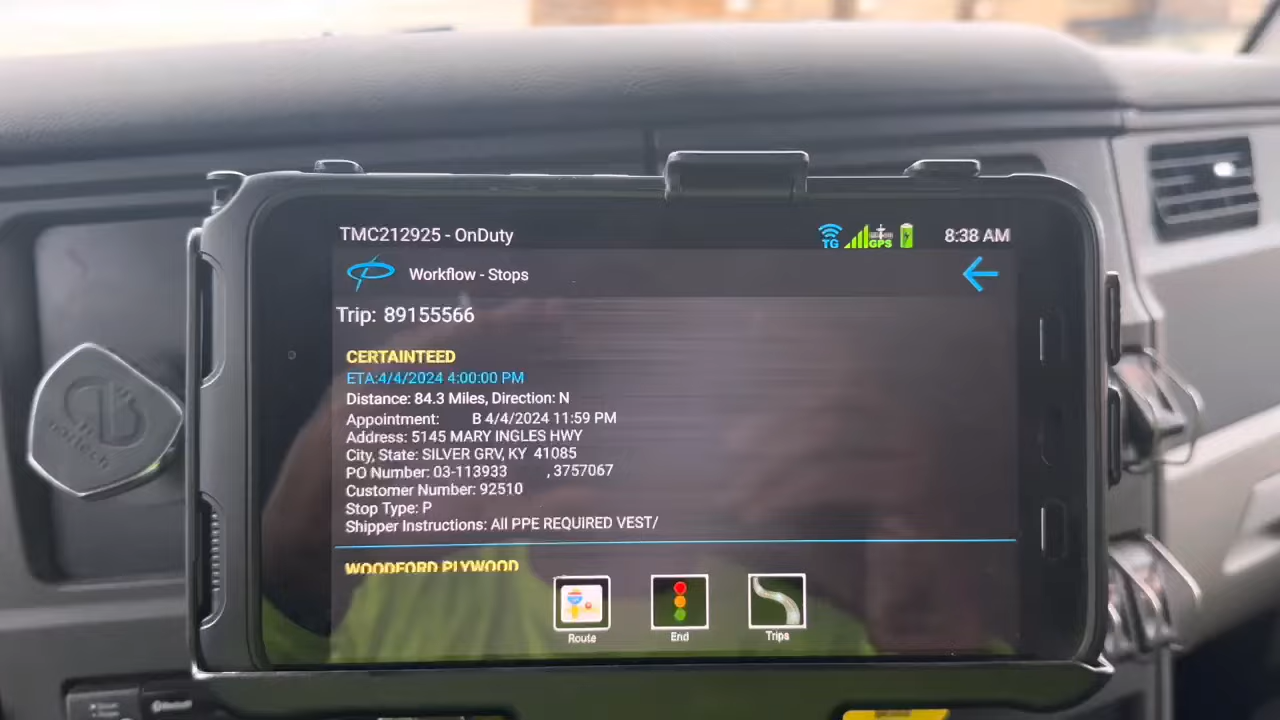 TMC212925 - OnDuty
TG
GPS
8:38 AM
Workflow - Stops
Trip: 89155566
CERTAINTEED
ETA:4/4/2024 4:00:00 PM
Distance: 84.3 Miles, Direction: N
Appointment: B 4/4/2024 11:59 PM
Address: 5145 MARY INGLES HWY
City, State: SILVER GRV, KY 41085
PO Number: 03-113933 , 3757067
Customer Number: 92510
Stop Type: P
Shipper Instructions: All PPE REQUIRED VEST/
WOODFORD PLYWOOD
Route
End
Trips